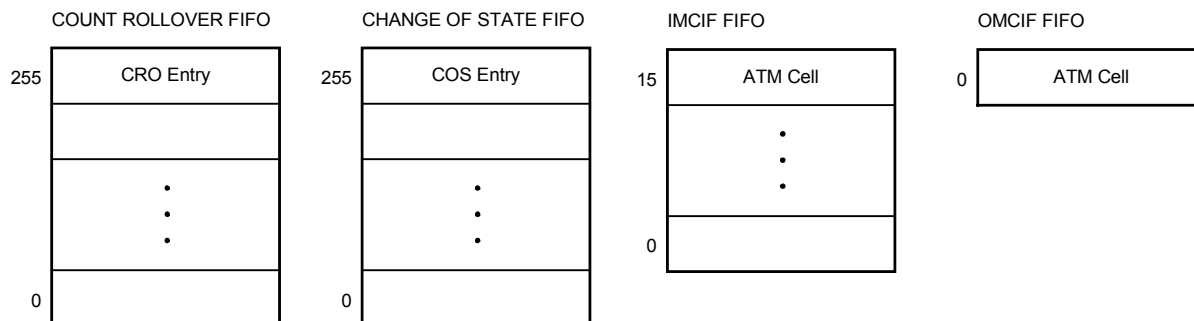 COUNT ROLLOVER FIFO
CHANGE OF STATE FIFO
IMCIF FIFO
OMCIF FIFO
255
CRO Entry
255
COS Entry
15
ATM Cell
0
ATM Cell
0
0
0